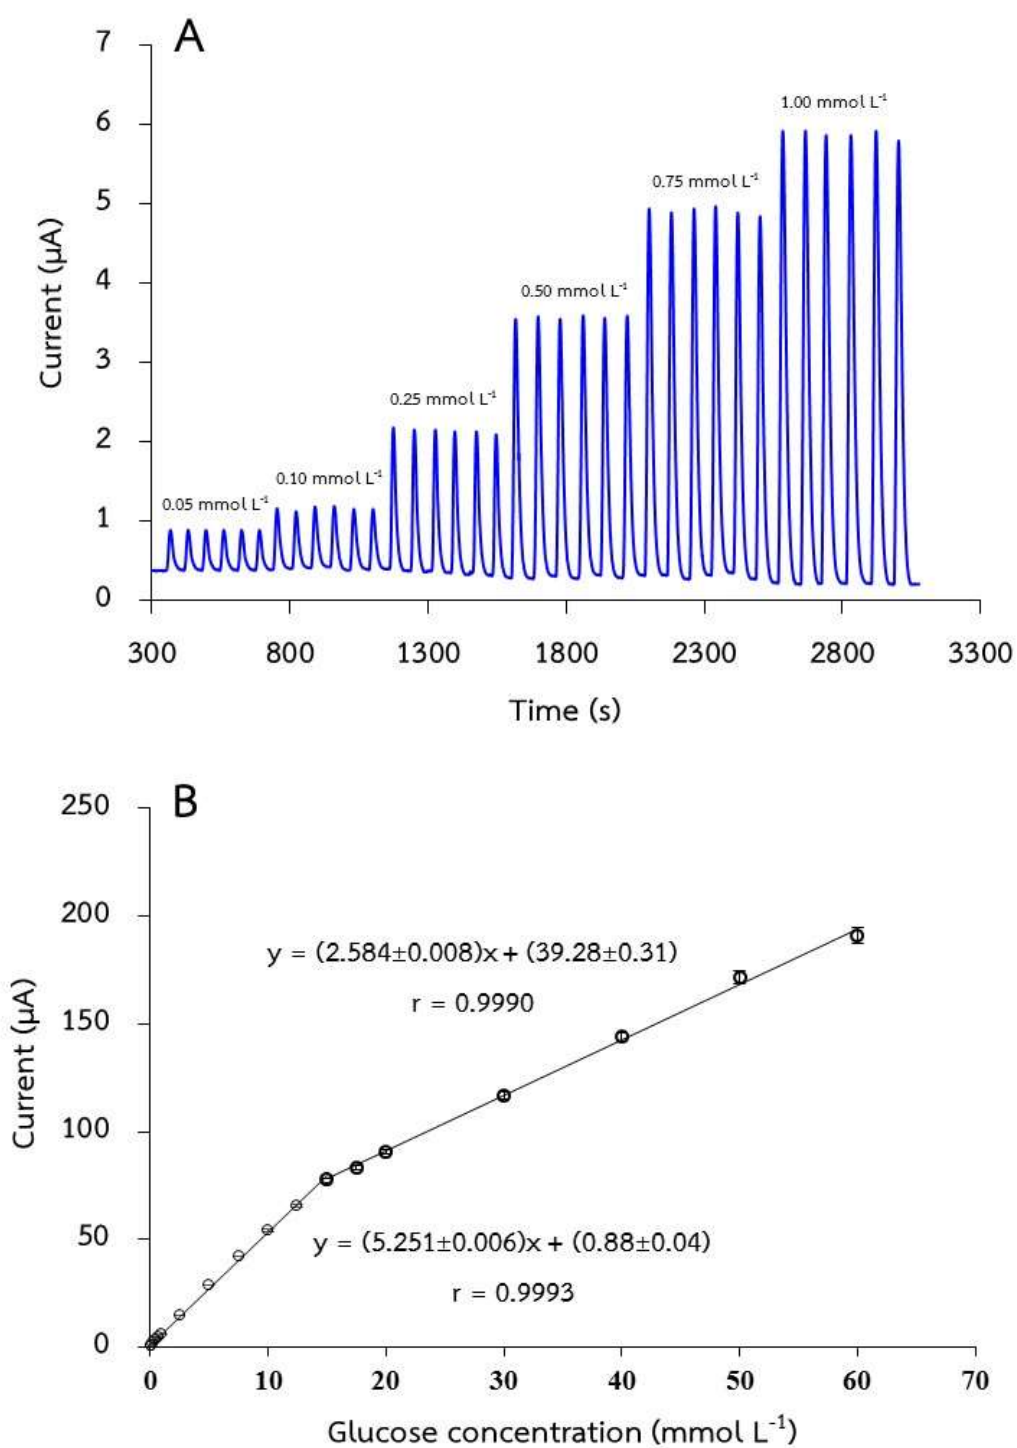 A
7
6
5
4
3
2
1
0
Current (µA)
0.05 mmol L⁻¹
0.10 mmol L⁻¹
0.25 mmol L⁻¹
0.50 mmol L⁻¹
0.75 mmol L⁻¹
1.00 mmol L⁻¹
300 800 1300 1800 2300 2800 3300
Time (s)
B
250
200
150
100
50
0
Current (µA)
y = (2.584±0.008)x + (39.28±0.31)
r = 0.9990
y = (5.251±0.006)x + (0.88±0.04)
r = 0.9993
0 10 20 30 40 50 60 70
Glucose concentration (mmol L⁻¹)